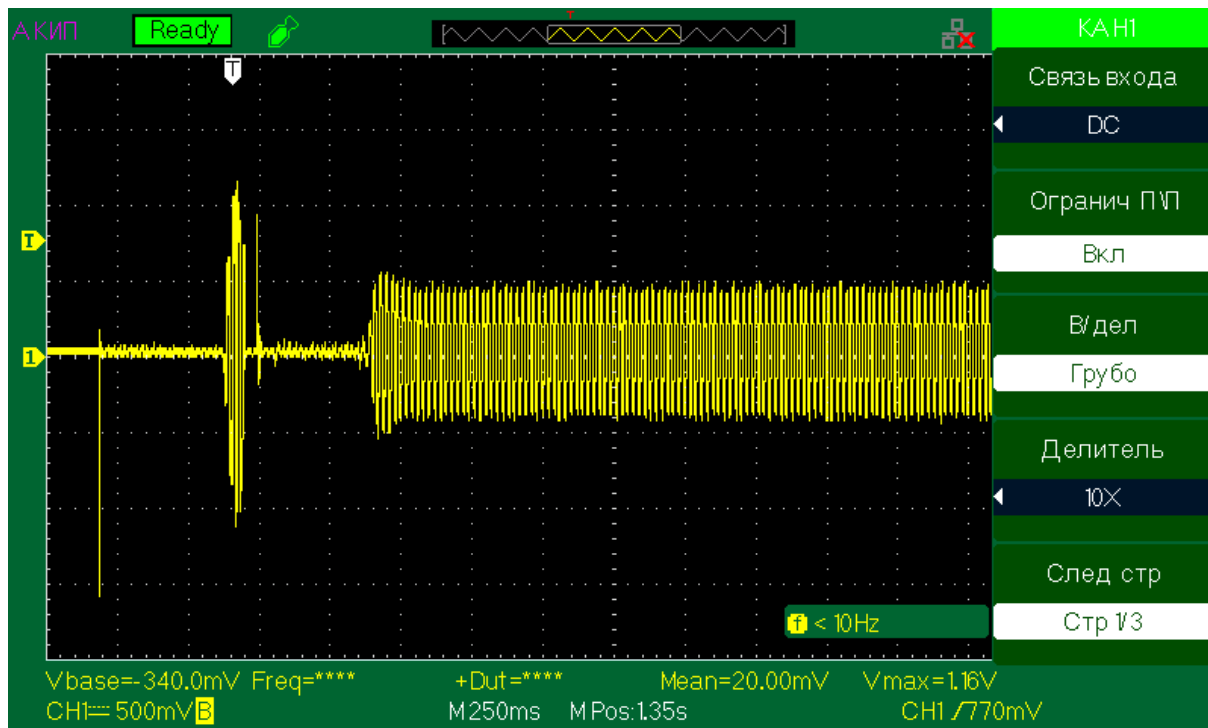 АКИП Ready КАН1
T
Связь входа
DC
Огранич П\П
Вкл
В/дел
Грубо
Делитель
10X
След стр
Стр 1/3
T
1
f < 10Hz
Vbase=-340.0mV Freq=**** +Dut=**** Mean=20.00mV Vmax=1.16V
CH1 500mV B M 250ms M Pos:1.35s CH1 /770mV